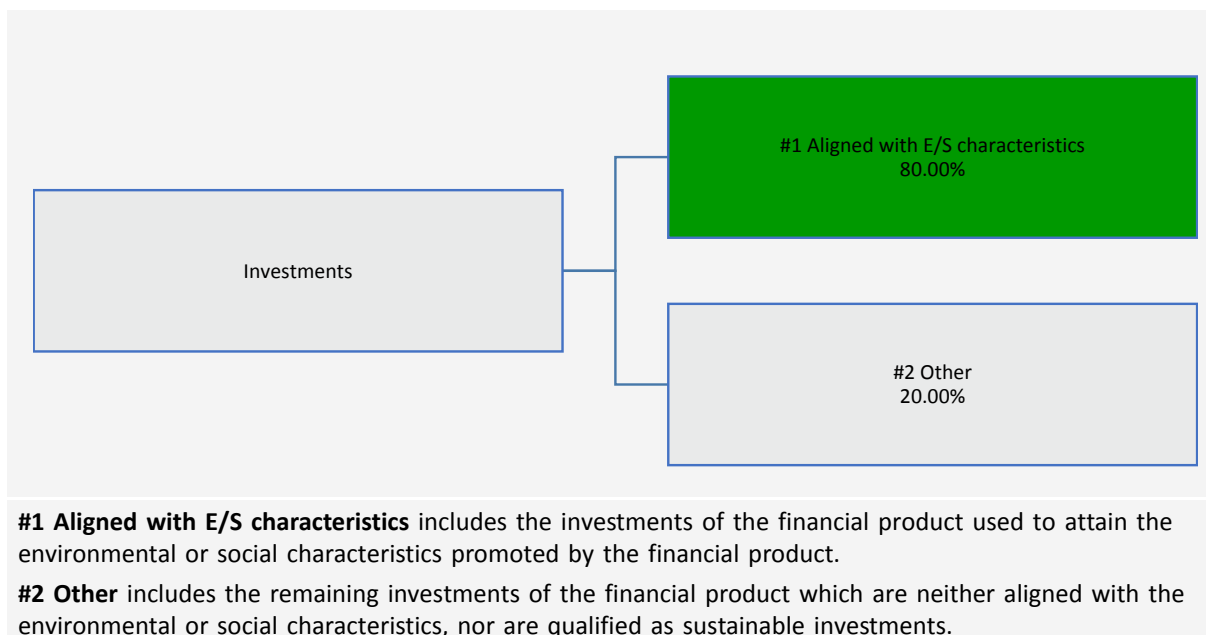 #1 Aligned with E/S characteristics
80.00%
Investments
#2 Other
20.00%
#1 Aligned with E/S characteristics includes the investments of the financial product used to attain the
environmental or social characteristics promoted by the financial product.
#2 Other includes the remaining investments of the financial product which are neither aligned with the
environmental or social characteristics, nor are qualified as sustainable investments.